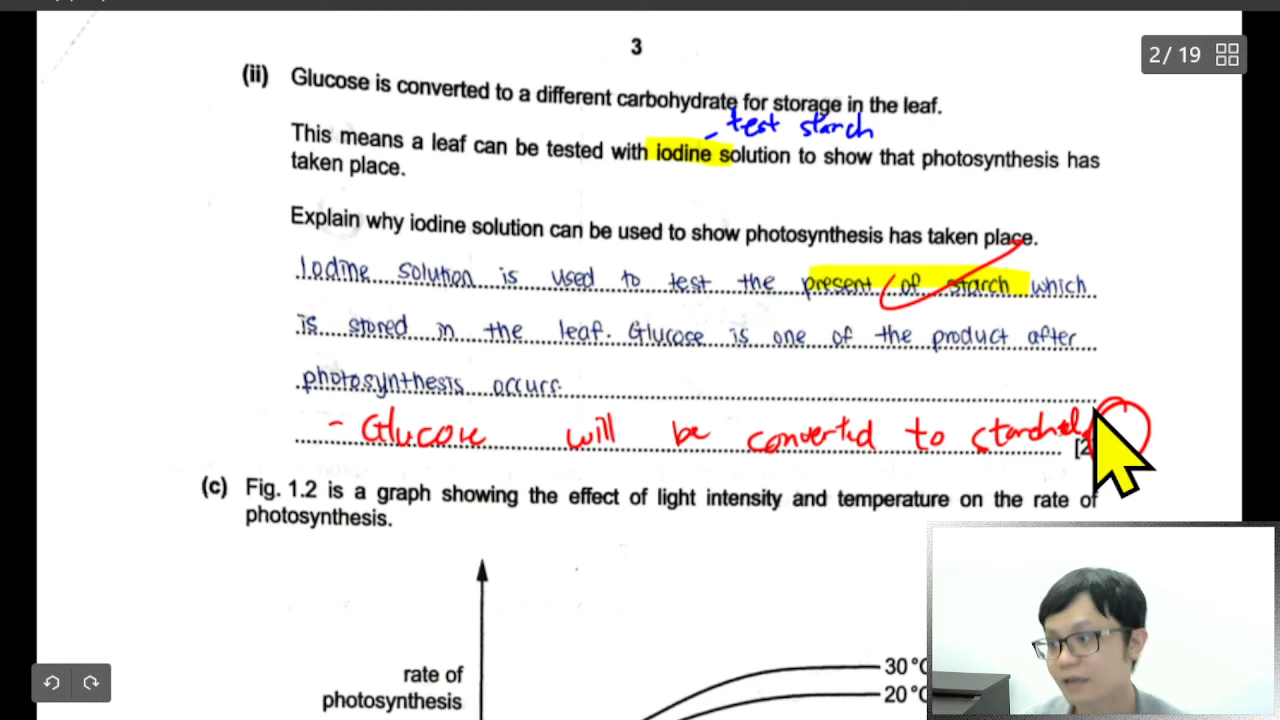 3
2/ 19
(ii) Glucose is converted to a different carbohydrate for storage in the leaf.
test starch
This means a leaf can be tested with iodine solution to show that photosynthesis has
taken place.
Explain why iodine solution can be used to show photosynthesis has taken place.
Iodine solution is used to test the present of starch which
is stored in the leaf. Glucose is one of the product after
photosynthesis occurs.
- Glucose will be converted to starch
[2
(c) Fig. 1.2 is a graph showing the effect of light intensity and temperature on the rate of
photosynthesis.
rate of
photosynthesis
30 °C
20 °C